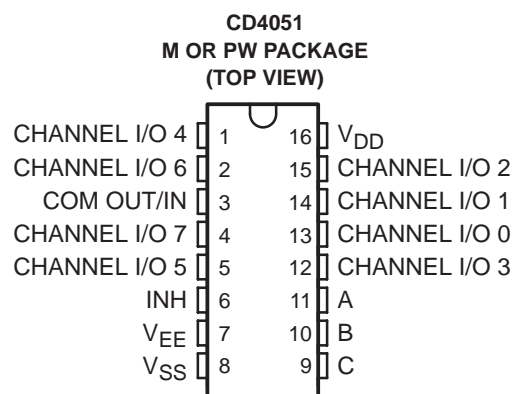 CD4051
M OR PW PACKAGE
(TOP VIEW)
CHANNEL I/O 4 1 16 VDD
CHANNEL I/O 6 2 15 CHANNEL I/O 2
COM OUT/IN 3 14 CHANNEL I/O 1
CHANNEL I/O 7 4 13 CHANNEL I/O 0
CHANNEL I/O 5 5 12 CHANNEL I/O 3
INH 6 11 A
VEE 7 10 B
VSS 8 9 C